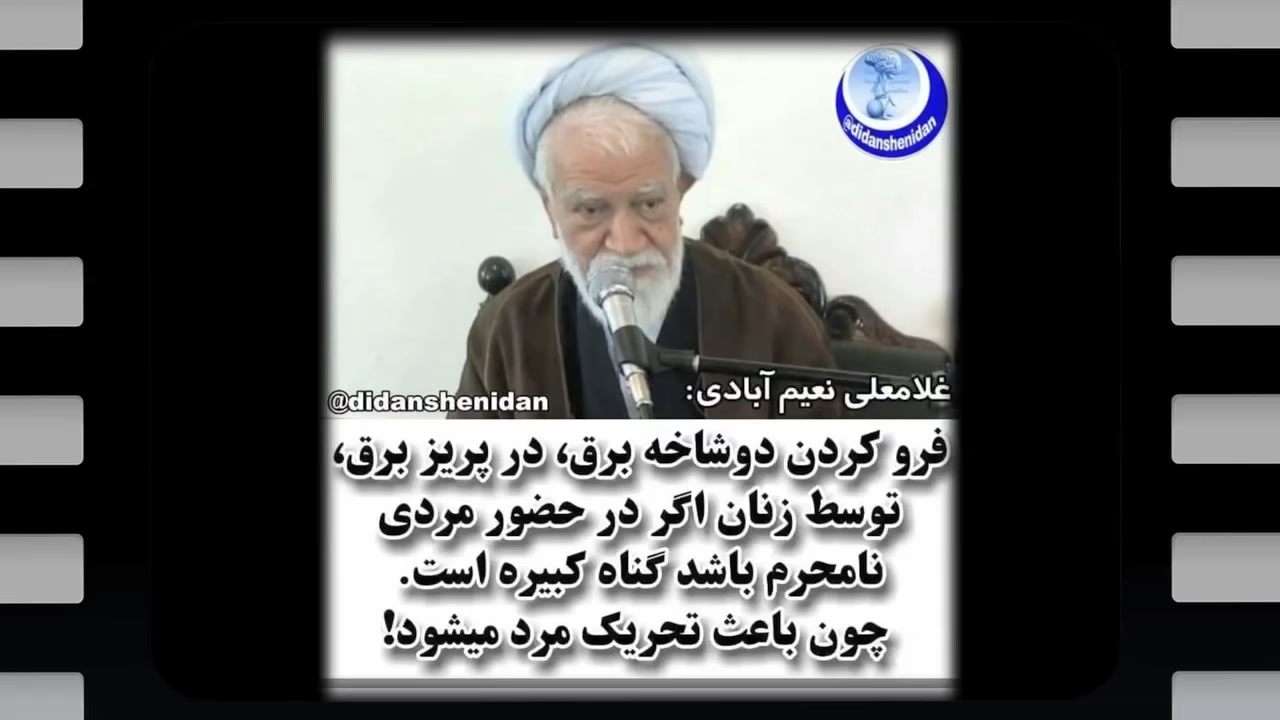 @didanshenidan
غلامعلی نعیم آبادی:
@didanshenidan
فرو کردن دوشاخه برق، در پریز برق،
توسط زنان اگر در حضور مردی
نامحرم باشد گناه کبیره است.
چون باعث تحریک مرد میشود!